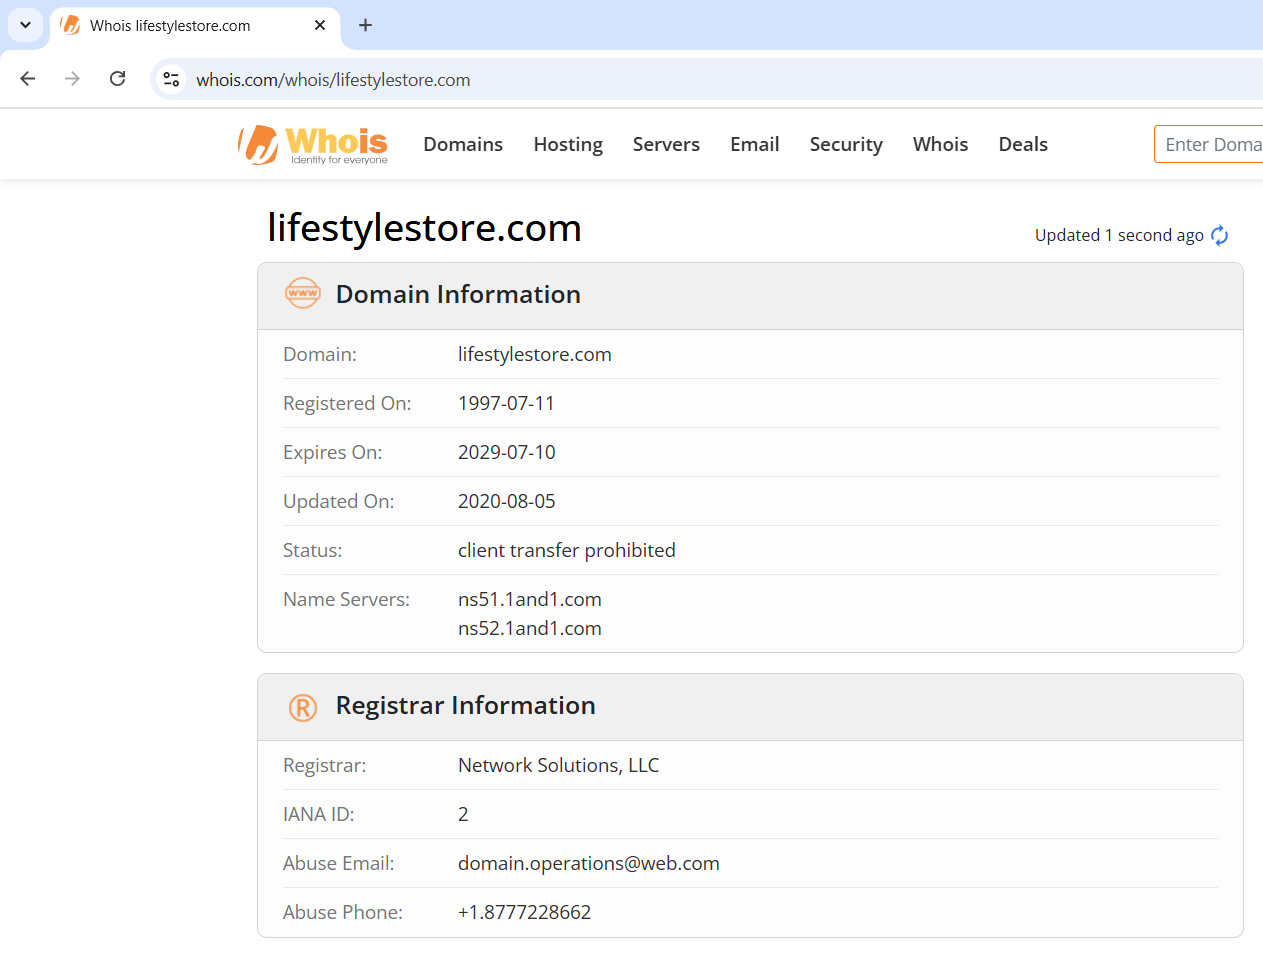 Whois lifestylestore.com
whois.com/whois/lifestylestore.com
Whois
Identity for everyone
Domains Hosting Servers Email Security Whois Deals Enter Doma
lifestylestore.com
Updated 1 second ago
www Domain Information
Domain: lifestylestore.com
Registered On: 1997-07-11
Expires On: 2029-07-10
Updated On: 2020-08-05
Status: client transfer prohibited
Name Servers: ns51.1and1.com
ns52.1and1.com
® Registrar Information
Registrar: Network Solutions, LLC
IANA ID: 2
Abuse Email: domain.operations@web.com
Abuse Phone: +1.8777228662